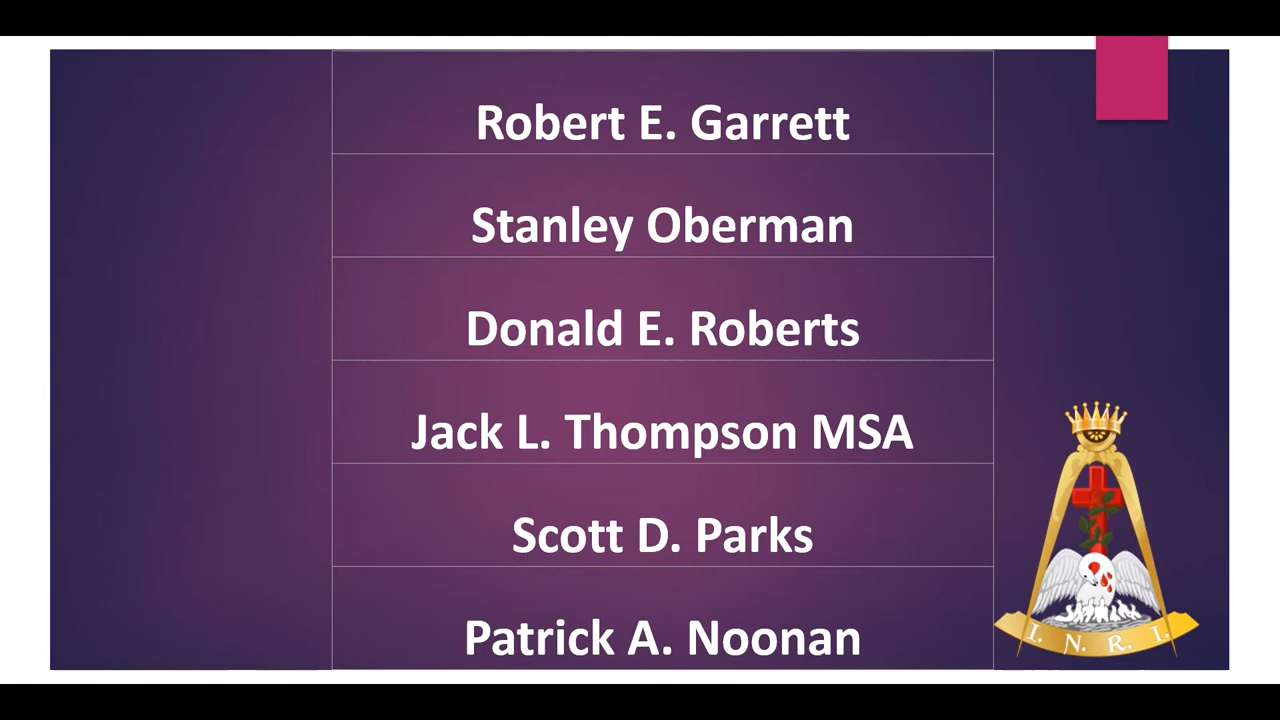 Robert E. Garrett
Stanley Oberman
Donald E. Roberts
Jack L. Thompson MSA
Scott D. Parks
Patrick A. Noonan
I. N. R. I.